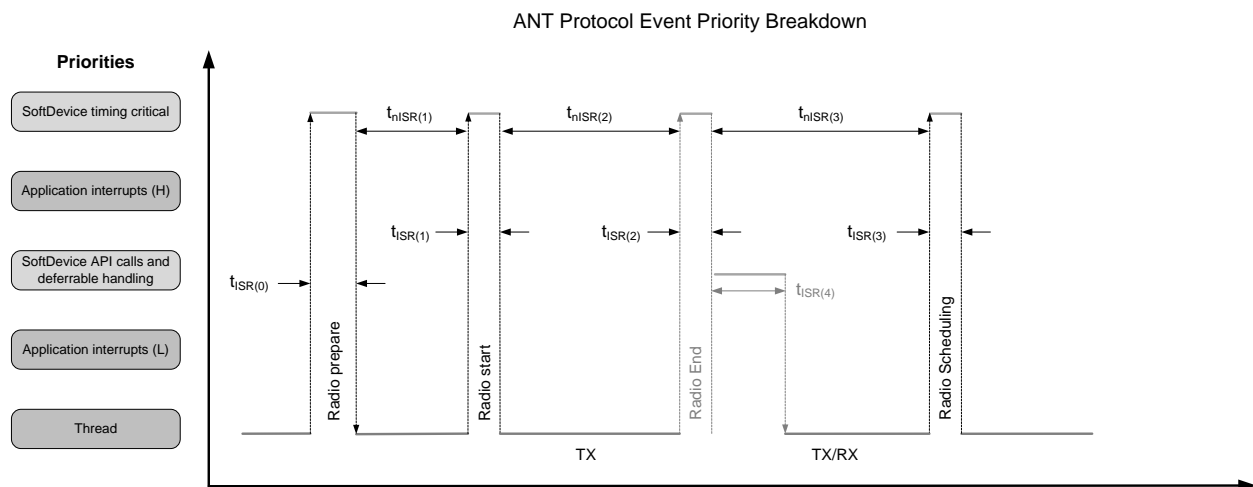 ANT Protocol Event Priority Breakdown
Priorities
SoftDevice timing critical
Application interrupts (H)
SoftDevice API calls and
deferrable handling
Application interrupts (L)
Thread
tnISR(1)
tnISR(2)
tnISR(3)
tISR(1)
tISR(2)
tISR(3)
tISR(0)
tISR(4)
Radio prepare
Radio start
Radio End
Radio Scheduling
TX
TX/RX